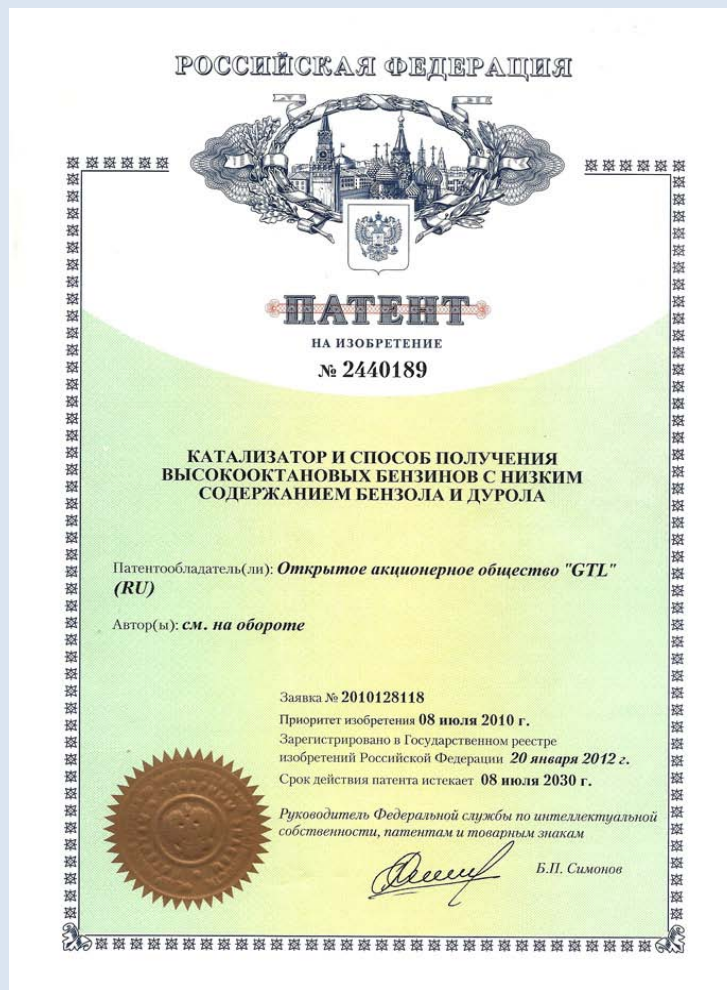 РОССИЙСКАЯ ФЕДЕРАЦИЯ
ПАТЕНТ
НА ИЗОБРЕТЕНИЕ
№ 2440189
КАТАЛИЗАТОР И СПОСОБ ПОЛУЧЕНИЯ
ВЫСОКООКТАНОВЫХ БЕНЗИНОВ С НИЗКИМ
СОДЕРЖАНИЕМ БЕНЗОЛА И ДУРОЛА
Патентообладатель(ли): Открытое акционерное общество "GTL"
(RU)
Автор(ы): см. на обороте
Заявка № 2010128118
Приоритет изобретения 08 июля 2010 г.
Зарегистрировано в Государственном реестре
изобретений Российской Федерации 20 января 2012 г.
Срок действия патента истекает 08 июля 2030 г.
Руководитель Федеральной службы по интеллектуальной
собственности, патентам и товарным знакам
Б.П. Симонов